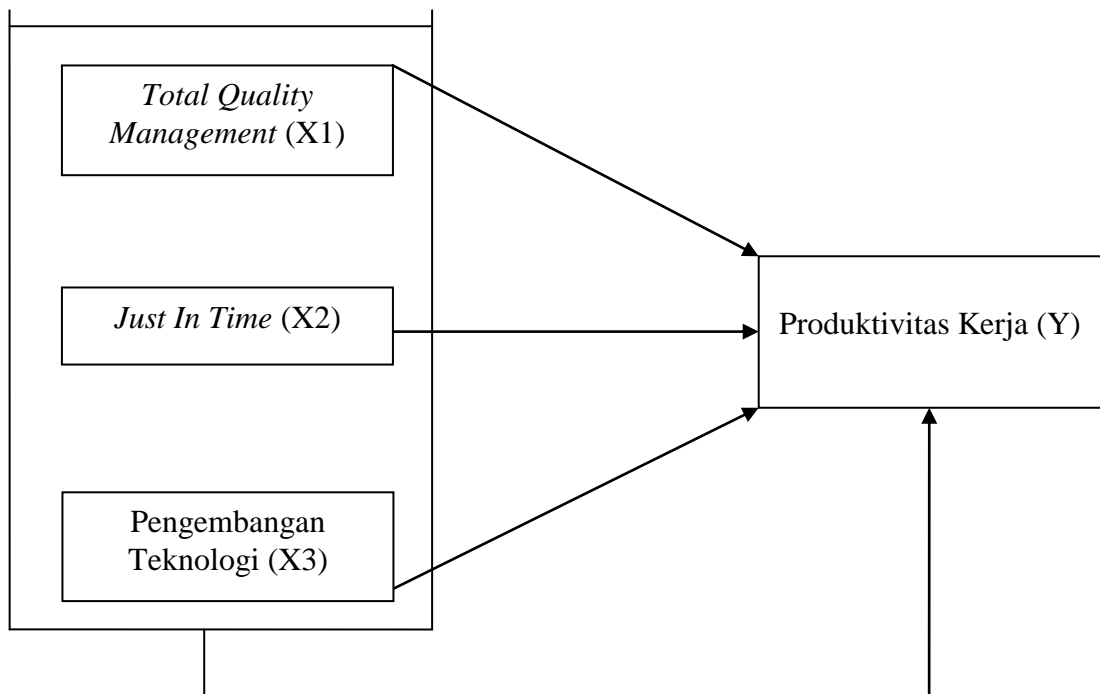 Total Quality
Management (X1)
Just In Time (X2)
Produktivitas Kerja (Y)
Pengembangan
Teknologi (X3)